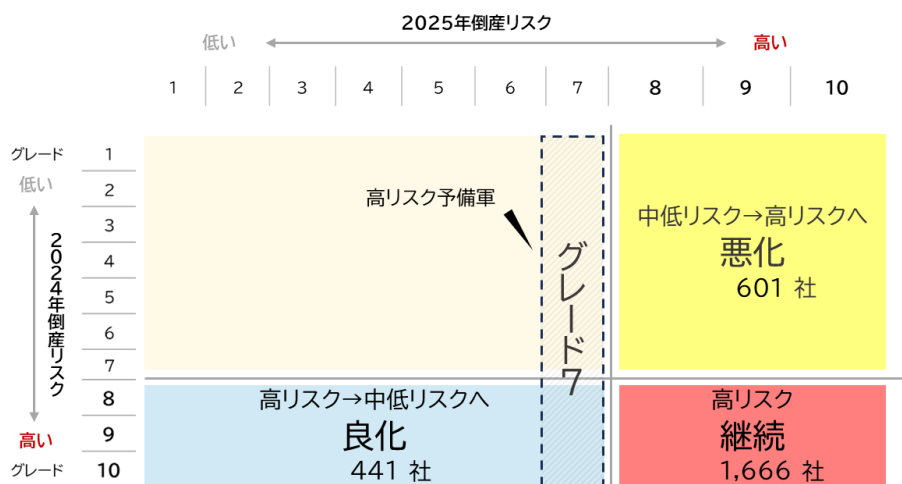 2025年倒産リスク
低い
高い
1 2 3 4 5 6 7 8 9 10
グレード
低い
2024年倒産リスク
高い
グレード
1
2
3
4
5
6
7
8
9
10
高リスク予備軍
グレード7
中低リスク→高リスクへ
悪化
601 社
高リスク→中低リスクへ
良化
441 社
高リスク
継続
1,666 社